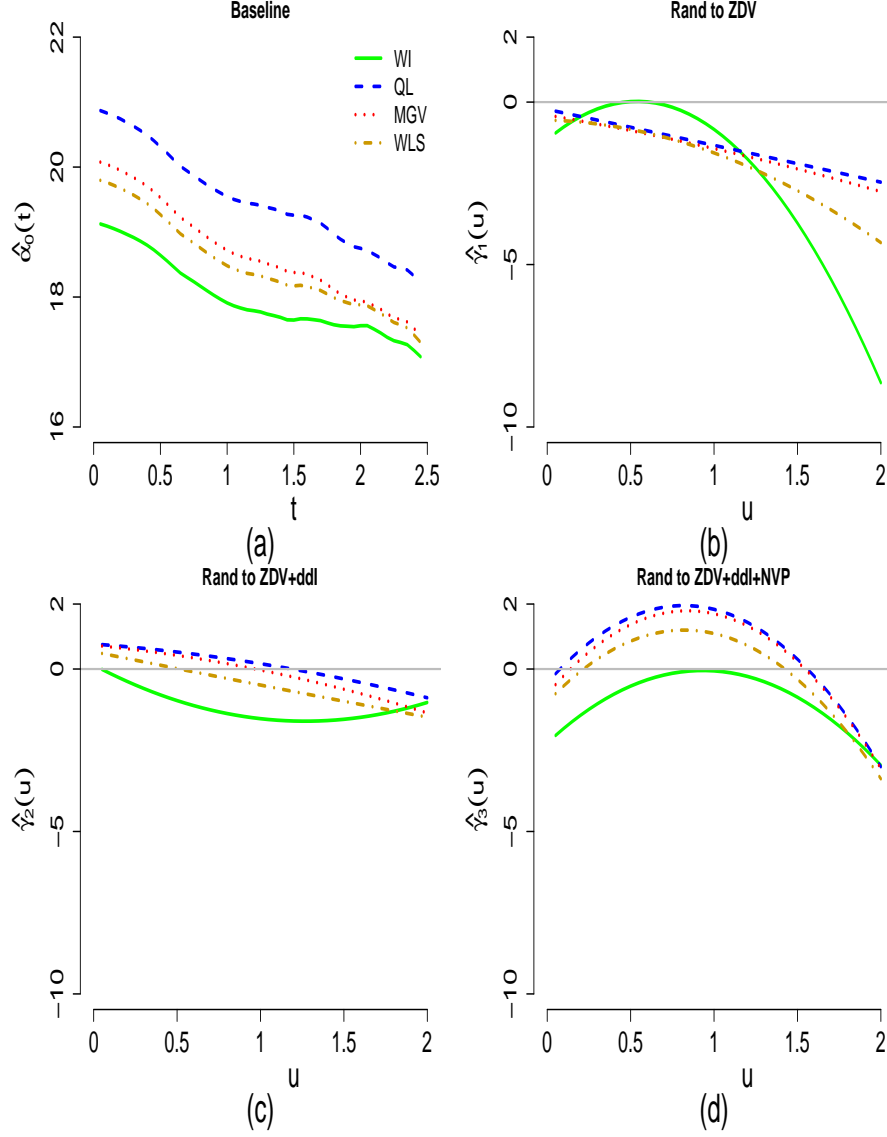 Baseline
22
20
18
16
α̂₀(t)
WI
QL
MGV
WLS
0 0.5 1 1.5 2 2.5
t
(a)
Rand to ZDV
2
0
−5
−10
γ̂₁(u)
0 0.5 1 1.5 2
u
(b)
Rand to ZDV+ddI
2
0
−5
−10
γ̂₂(u)
0 0.5 1 1.5 2
u
(c)
Rand to ZDV+ddI+NVP
2
0
−5
−10
γ̂₃(u)
0 0.5 1 1.5 2
u
(d)